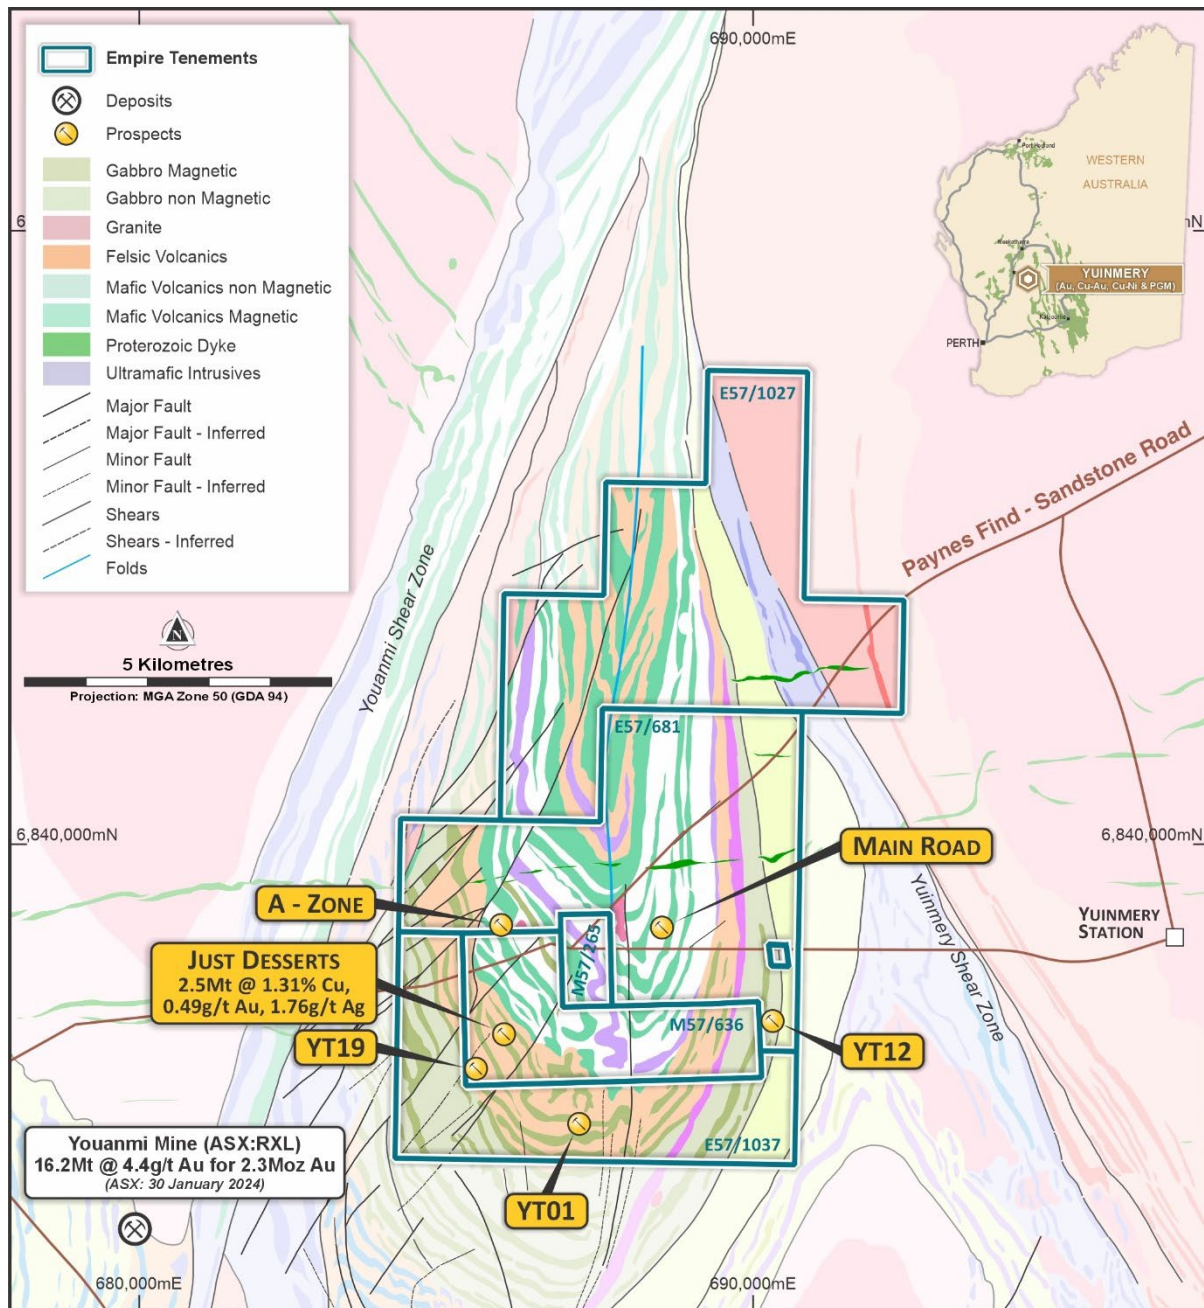 690,000mE
Empire Tenements
Deposits
Prospects
Gabbro Magnetic
Gabbro non Magnetic
Granite
Felsic Volcanics
Mafic Volcanics non Magnetic
Mafic Volcanics Magnetic
Proterozoic Dyke
Ultramafic Intrusives
Major Fault
Major Fault - Inferred
Minor Fault
Minor Fault - Inferred
Shears
Shears - Inferred
Folds
N
5 Kilometres
Projection: MGA Zone 50 (GDA 94)
Port Hedland
WESTERN
AUSTRALIA
Meekatharra
YUINMERY
(Au, Cu-Au, Cu-Ni & PGM)
Kalgoorlie
PERTH
E57/1027
Paynes Find - Sandstone Road
Youanmi Shear Zone
E57/681
6,840,000mN
6,840,000mN
MAIN ROAD
A - ZONE
Yuinmery Shear Zone
YUINMERY
STATION
M57/265
JUST DESSERTS
2.5Mt @ 1.31% Cu,
0.49g/t Au, 1.76g/t Ag
M57/636
YT19
YT12
Youanmi Mine (ASX:RXL)
16.2Mt @ 4.4g/t Au for 2.3Moz Au
(ASX: 30 January 2024)
E57/1037
YT01
680,000mE
690,000mE